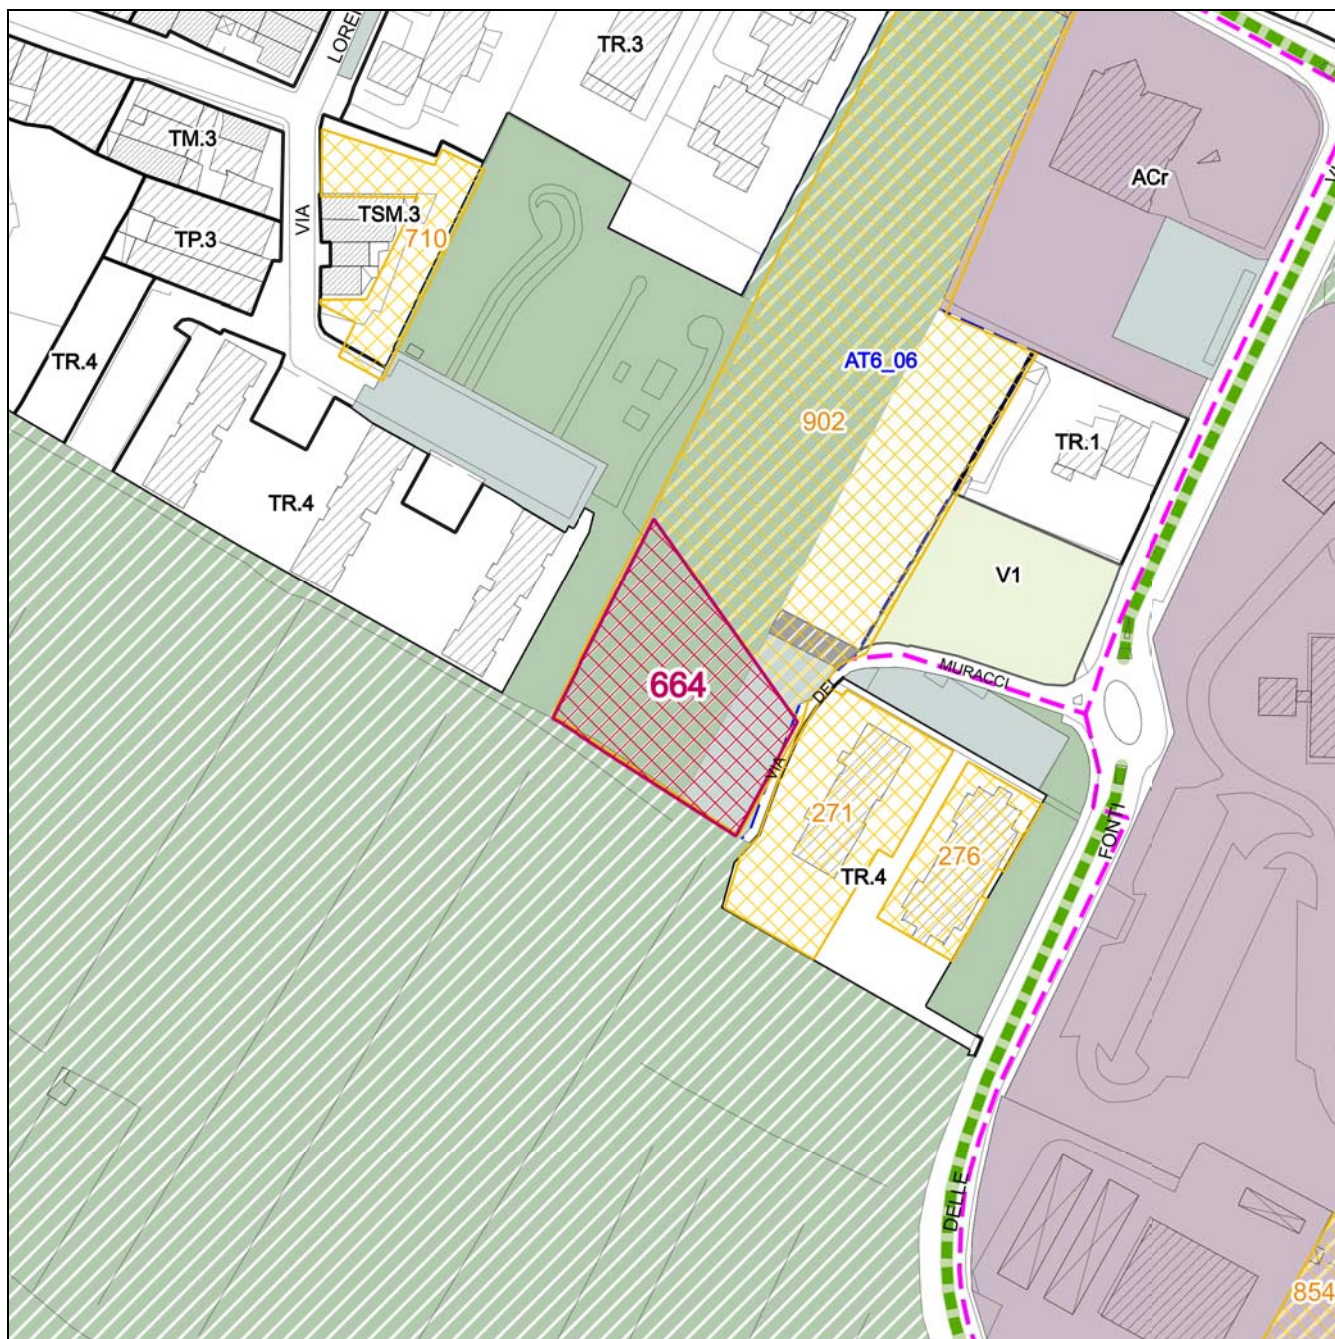 LOREN
TR.3
TM.3
ACr
VIA
TSM.3
TP.3
710
AT6_06
TR.4
902
TR.1
TR.4
V1
664
MURACCI
DEI
VIA
271
FONTI
276
TR.4
DELLE
854